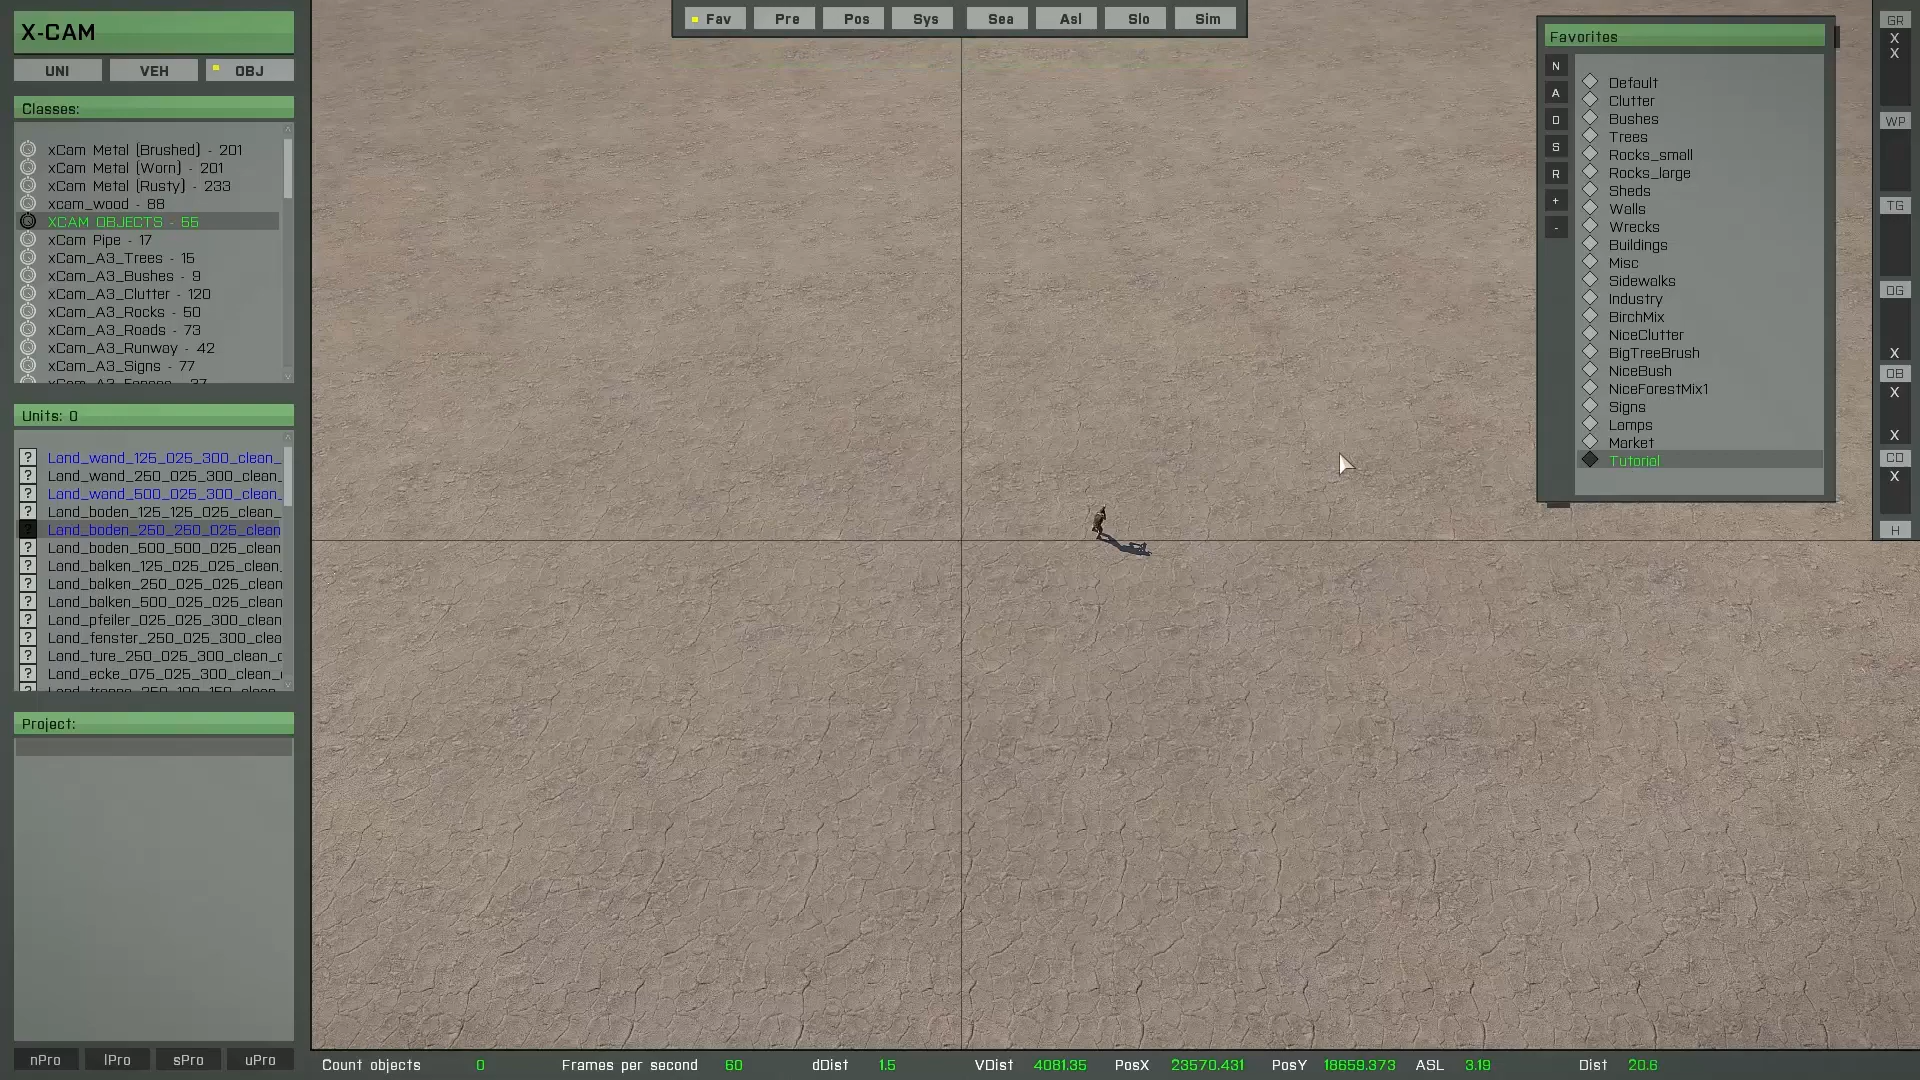 X-CAM
UNI VEH OBJ
Classes:
xCam Metal (Brushed) - 201
xCam Metal (Worn) - 201
xCam Metal (Rusty) - 233
xcam_wood - 88
XCAM OBJECTS - 55
xCam Pipe - 17
xCam_A3_Trees - 15
xCam_A3_Bushes - 9
xCam_A3_Clutter - 120
xCam_A3_Rocks - 50
xCam_A3_Roads - 73
xCam_A3_Runway - 42
xCam_A3_Signs - 77
xCam_A3_Fences - 37
Units: 0
? Land_wand_125_025_300_clean_
? Land_wand_250_025_300_clean_
? Land_wand_500_025_300_clean_
? Land_boden_125_125_025_clean_
? Land_boden_250_250_025_clean
? Land_boden_500_500_025_clean
? Land_balken_125_025_025_clean_
? Land_balken_250_025_025_clean
? Land_balken_500_025_025_clean
? Land_pfeiler_025_025_300_clean
? Land_fenster_250_025_300_clea
? Land_ture_250_025_300_clean_c
? Land_ecke_075_025_300_clean_
Land_treppe_250_100_150_clean
Project:
nPro lPro sPro uPro
Fav Pre Pos Sys Sea Asl Slo Sim
Favorites
N
A
D
S
R
+
-
Default
Clutter
Bushes
Trees
Rocks_small
Rocks_large
Sheds
Walls
Wrecks
Buildings
Misc
Sidewalks
Industry
BirchMix
NiceClutter
BigTreeBrush
NiceBush
NiceForestMix1
Signs
Lamps
Market
Tutorial
GR
X
X
WP
TG
OG
X
OB
X
X
CO
X
H
Count objects 0 Frames per second 60 dDist 1.5 VDist 4081.35 PosX 23570.431 PosY 18659.373 ASL 3.19 Dist 20.6